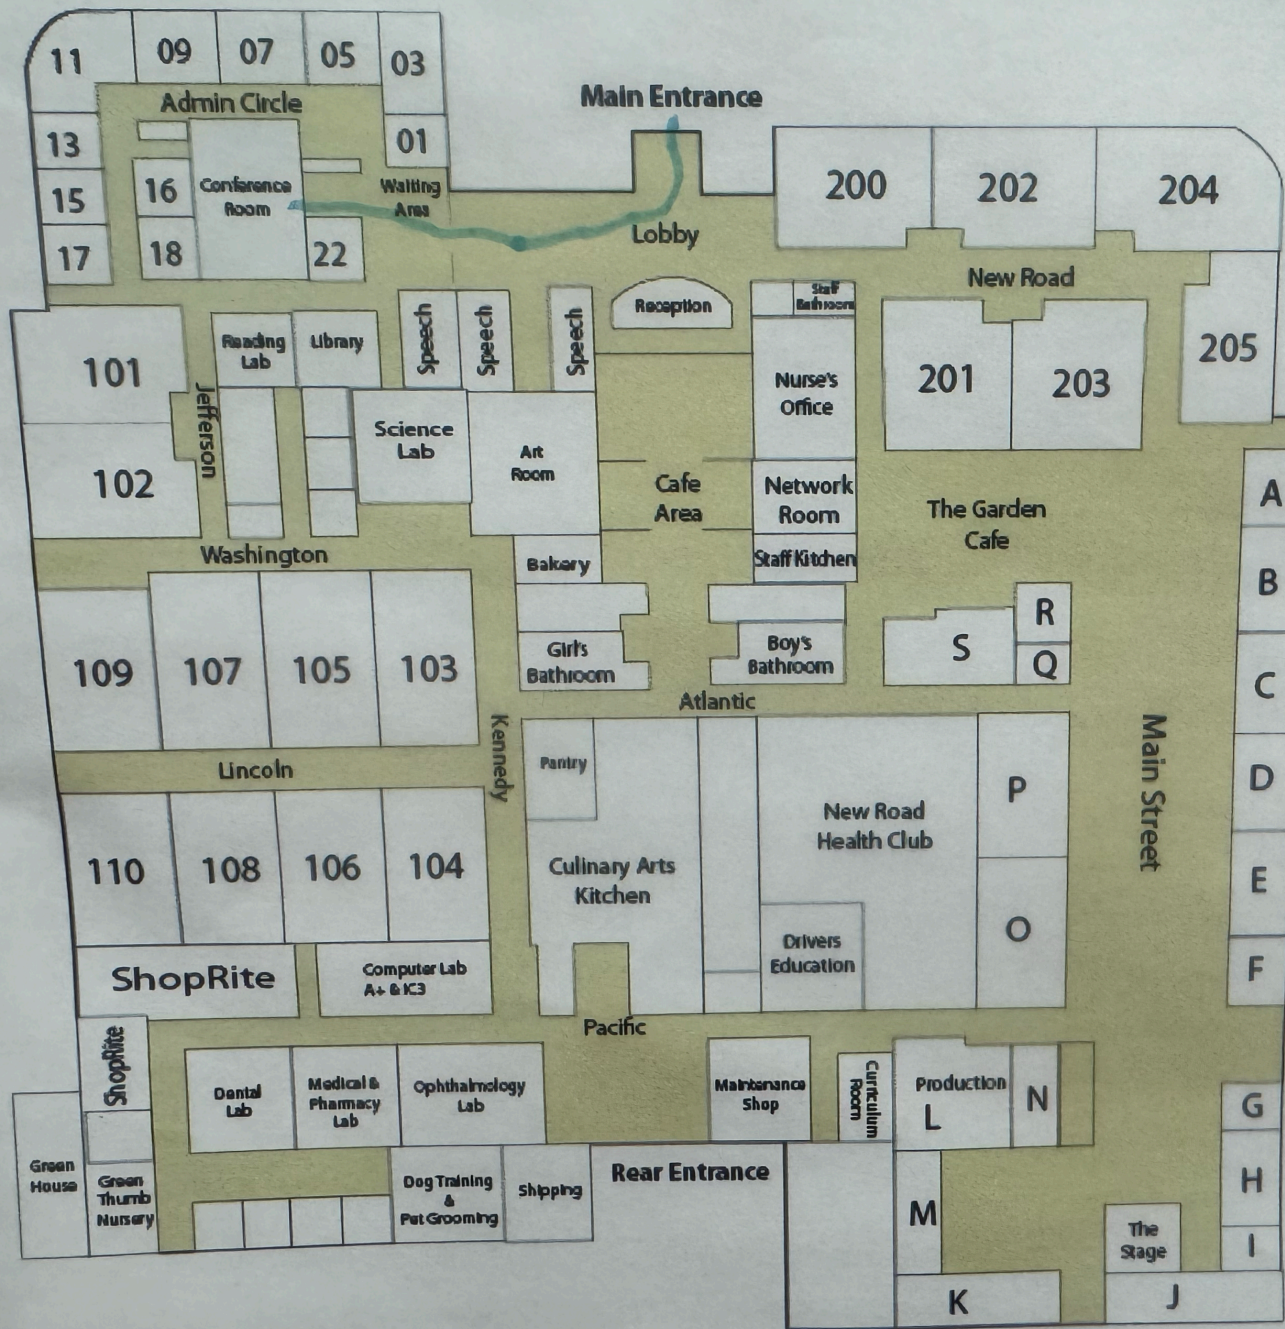 11
09
07
05
03
Admin Circle
Main Entrance
13
01
15
16
Conference
Room
Waiting
Area
200
202
204
17
18
22
Lobby
New Road
Reception
Staff
Bathroom
101
Reading
Lab
Library
Speech
Speech
Speech
Nurse's
Office
201
203
205
Jefferson
102
Science
Lab
Art
Room
Cafe
Area
Network
Room
The Garden
Cafe
A
Washington
Bakery
Staff Kitchen
B
109
107
105
103
Girl's
Bathroom
Boy's
Bathroom
S
R
Q
C
Atlantic
Kennedy
Lincoln
Pantry
New Road
Health Club
P
Main Street
D
110
108
106
104
Culinary Arts
Kitchen
E
Drivers
Education
O
F
ShopRite
Computer Lab
A+ & IC3
Pacific
ShopRite
Dental
Lab
Medical &
Pharmacy
Lab
Ophthalmology
Lab
Maintenance
Shop
Curriculum
Room
Production
L
N
G
Green
House
Green
Thumb
Nursery
Dog Training
&
Pet Grooming
Shipping
Rear Entrance
M
The
Stage
H
I
K
J